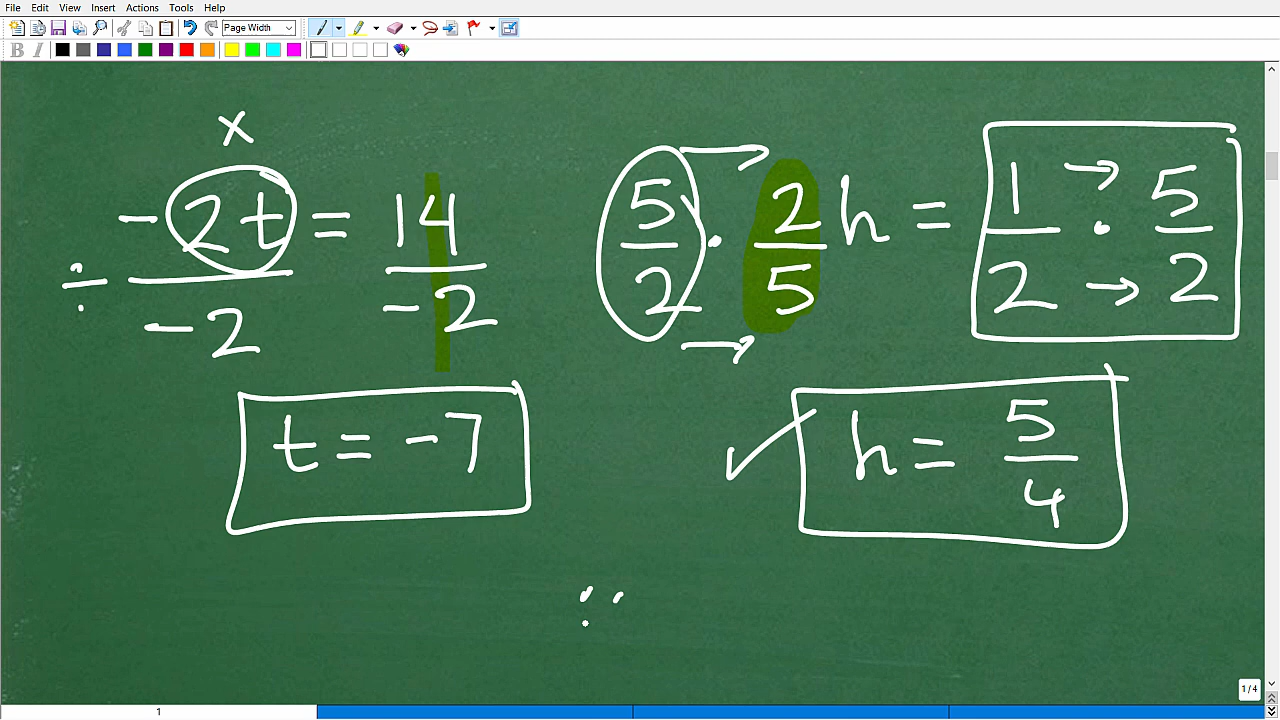 File Edit View Insert Actions Tools Help
Page Width
B I
x
÷ -2t/-2 = 14/-2
5/2 · 2/5 h = 1/2 → · → 5/2
t = -7
✓ h = 5/4
1/4
1